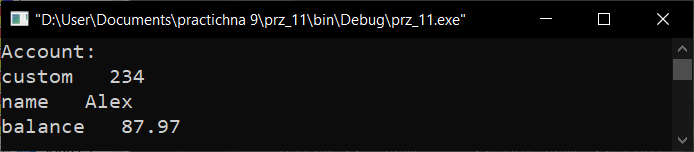 "D:\User\Documents\practichna 9\prz_11\bin\Debug\prz_11.exe"
Account:
custom   234
name   Alex
balance   87.97